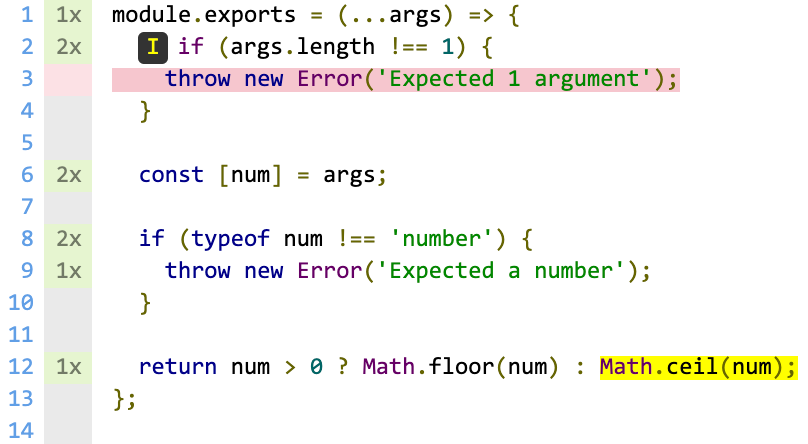 1 1x module.exports = (...args) => {
2 2x I if (args.length !== 1) {
3 throw new Error('Expected 1 argument');
4 }
5
6 2x const [num] = args;
7
8 2x if (typeof num !== 'number') {
9 1x throw new Error('Expected a number');
10 }
11
12 1x return num > 0 ? Math.floor(num) : Math.ceil(num);
13 };
14